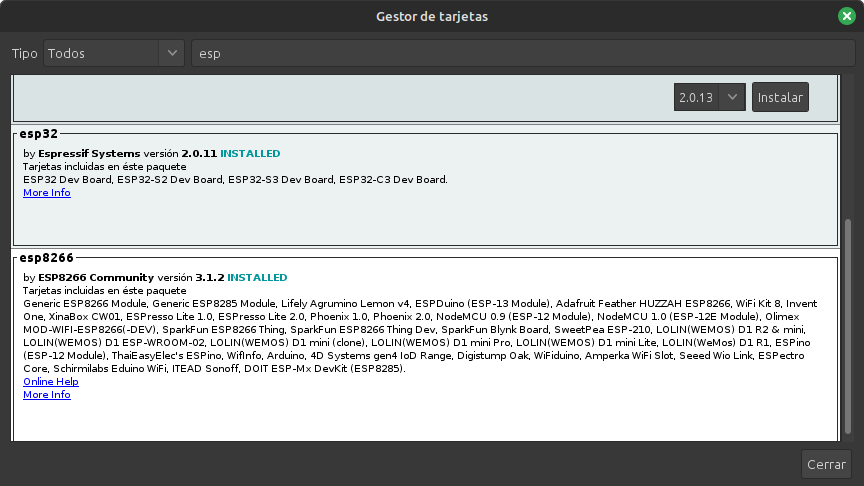 Gestor de tarjetas
Tipo Todos esp
2.0.13 Instalar
esp32
by Espressif Systems versión 2.0.11 INSTALLED
Tarjetas incluidas en éste paquete
ESP32 Dev Board, ESP32-S2 Dev Board, ESP32-S3 Dev Board, ESP32-C3 Dev Board.
More Info
esp8266
by ESP8266 Community versión 3.1.2 INSTALLED
Tarjetas incluidas en éste paquete
Generic ESP8266 Module, Generic ESP8285 Module, Lifely Agrumino Lemon v4, ESPDuino (ESP-13 Module), Adafruit Feather HUZZAH ESP8266, WiFi Kit 8, Invent
One, XinaBox CW01, ESPresso Lite 1.0, ESPresso Lite 2.0, Phoenix 1.0, Phoenix 2.0, NodeMCU 0.9 (ESP-12 Module), NodeMCU 1.0 (ESP-12E Module), Olimex
MOD-WIFI-ESP8266(-DEV), SparkFun ESP8266 Thing, SparkFun ESP8266 Thing Dev, SparkFun Blynk Board, SweetPea ESP-210, LOLIN(WEMOS) D1 R2 & mini,
LOLIN(WEMOS) D1 ESP-WROOM-02, LOLIN(WEMOS) D1 mini (clone), LOLIN(WEMOS) D1 mini Pro, LOLIN(WEMOS) D1 mini Lite, LOLIN(WeMos) D1 R1, ESPino
(ESP-12 Module), ThaiEasyElec's ESPino, WifInfo, Arduino, 4D Systems gen4 IoD Range, Digistump Oak, WiFiduino, Amperka WiFi Slot, Seeed Wio Link, ESPectro
Core, Schirmilabs Eduino WiFi, ITEAD Sonoff, DOIT ESP-Mx DevKit (ESP8285).
Online Help
More Info
Cerrar